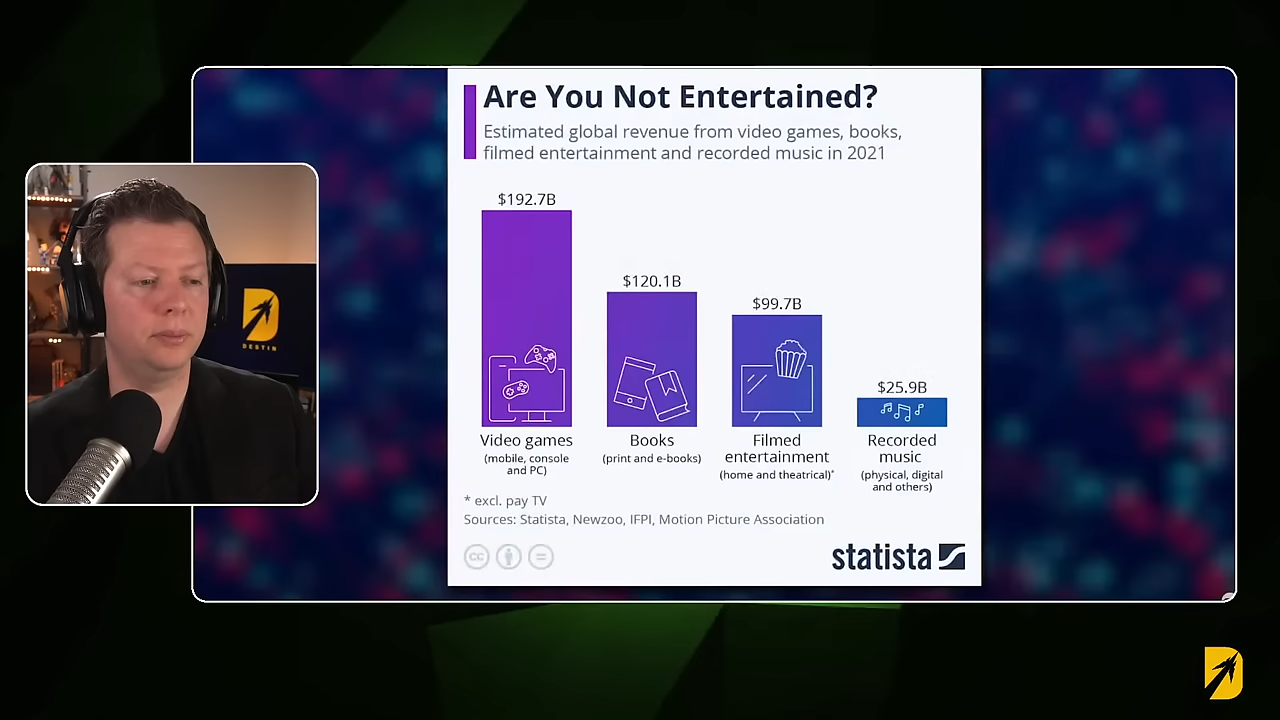 Are You Not Entertained?
Estimated global revenue from video games, books,
filmed entertainment and recorded music in 2021
$192.7B
$120.1B
$99.7B
$25.9B
Video games
(mobile, console
and PC)
Books
(print and e-books)
Filmed
entertainment
(home and theatrical)*
Recorded
music
(physical, digital
and others)
* excl. pay TV
Sources: Statista, Newzoo, IFPI, Motion Picture Association
cc
statista
D
DESTIN
D